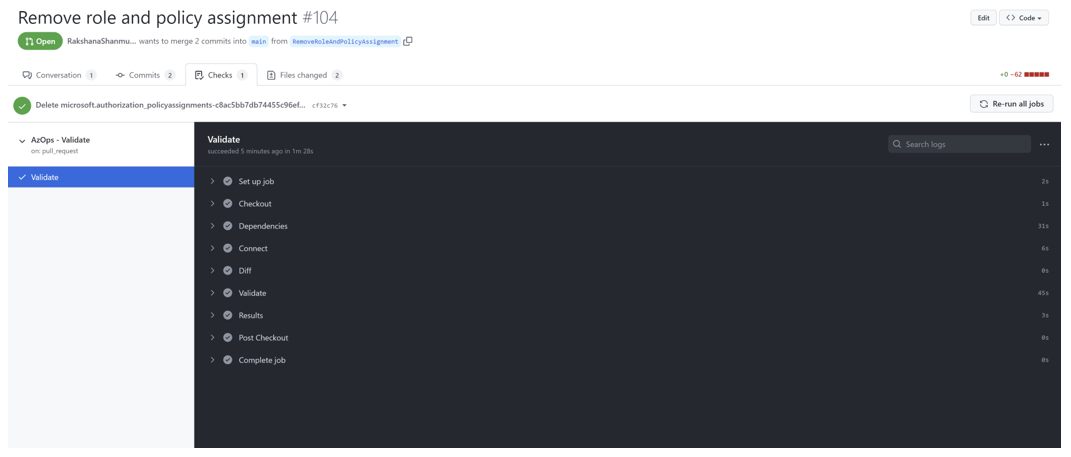 Remove role and policy assignment #104
Edit
Code
Open
RakshanaShanmu... wants to merge 2 commits into main from RemoveRoleAndPolicyAssignment
Conversation 1
Commits 2
Checks 1
Files changed 2
+0 −62
Delete microsoft.authorization_policyassignments-c8ac5bb7db74455c96ef... cf32c76
Re-run all jobs
AzOps - Validate
on: pull_request
Validate
Validate
succeeded 5 minutes ago in 1m 28s
Search logs
Set up job 2s
Checkout 1s
Dependencies 31s
Connect 6s
Diff 0s
Validate 45s
Results 3s
Post Checkout 0s
Complete job 0s